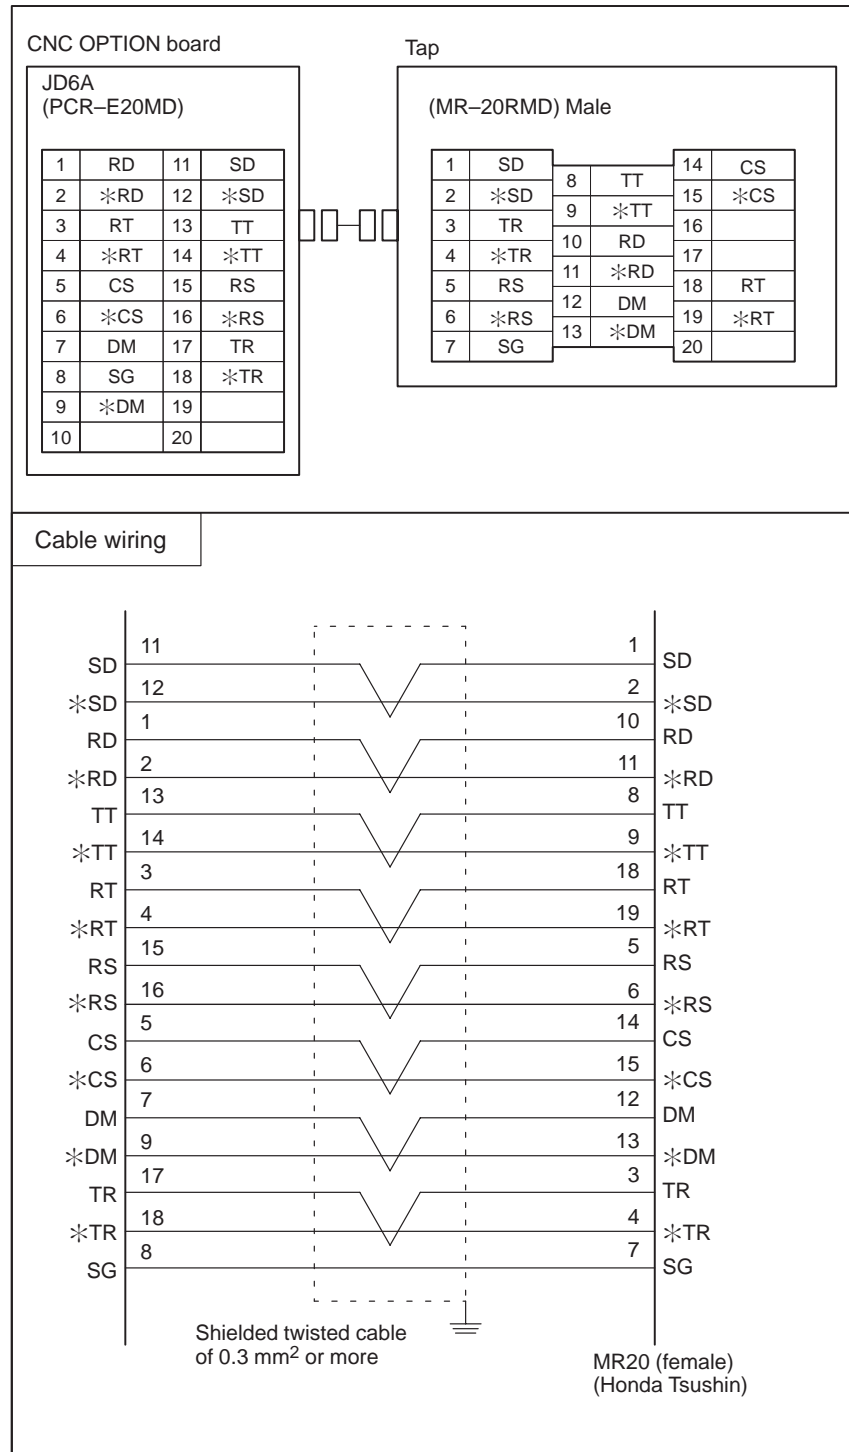 CNC OPTION board
Tap
JD6A
(PCR–E20MD)
1 RD 11 SD
2 ✳RD 12 ✳SD
3 RT 13 TT
4 ✳RT 14 ✳TT
5 CS 15 RS
6 ✳CS 16 ✳RS
7 DM 17 TR
8 SG 18 ✳TR
9 ✳DM 19
10 20
(MR–20RMD) Male
1 SD
2 ✳SD
3 TR
4 ✳TR
5 RS
6 ✳RS
7 SG
8 TT
9 ✳TT
10 RD
11 ✳RD
12 DM
13 ✳DM
14 CS
15 ✳CS
16
17
18 RT
19 ✳RT
20
Cable wiring
SD 11 1 SD
✳SD 12 2 ✳SD
RD 1 10 RD
✳RD 2 11 ✳RD
TT 13 8 TT
✳TT 14 9 ✳TT
RT 3 18 RT
✳RT 4 19 ✳RT
RS 15 5 RS
✳RS 16 6 ✳RS
CS 5 14 CS
✳CS 6 15 ✳CS
DM 7 12 DM
✳DM 9 13 ✳DM
TR 17 3 TR
✳TR 18 4 ✳TR
SG 8 7 SG
Shielded twisted cable
of 0.3 mm² or more
MR20 (female)
(Honda Tsushin)